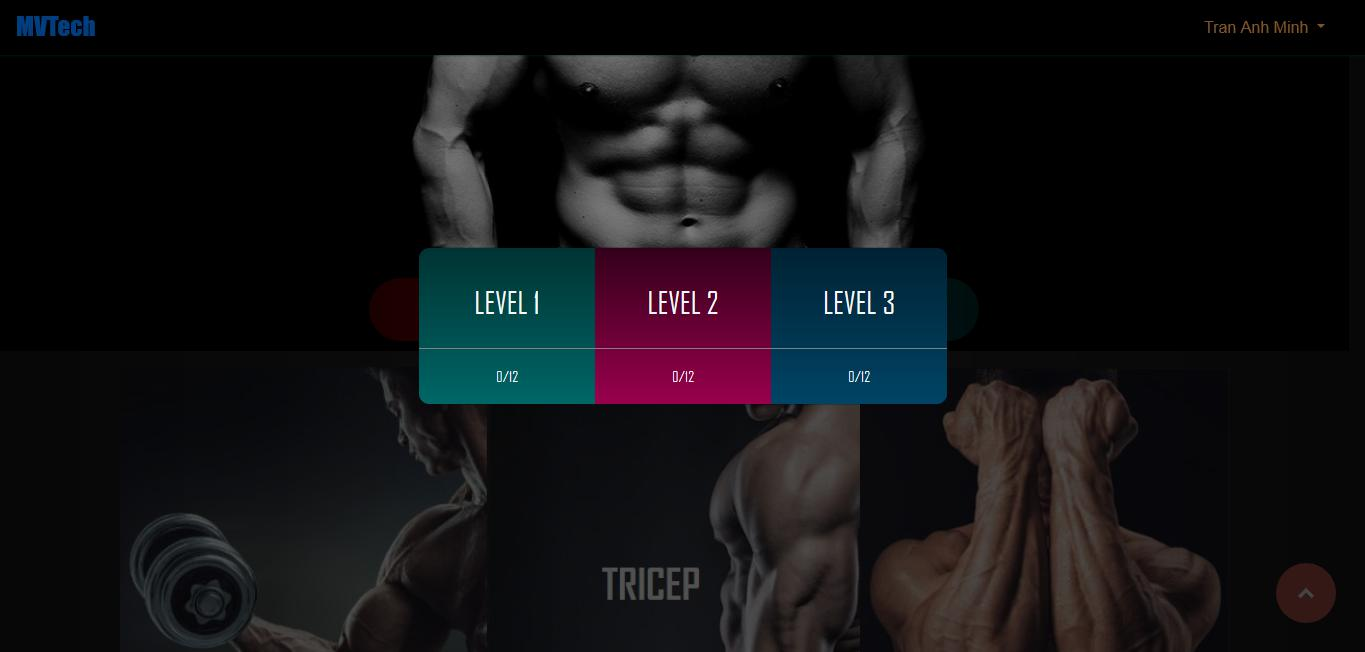 MVTech
Tran Anh Minh
LEVEL 1
LEVEL 2
LEVEL 3
0/12
0/12
0/12
TRICEP